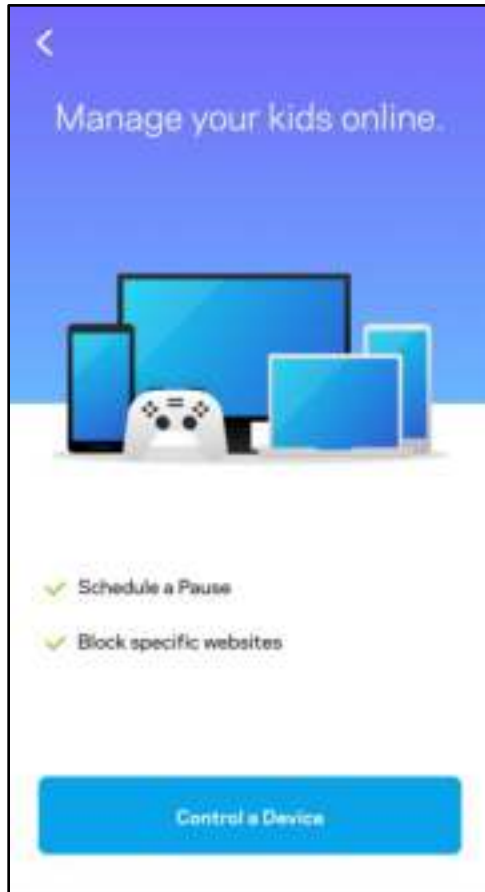 Manage your kids online.
Schedule a Pause
Block specific websites
Control a Device